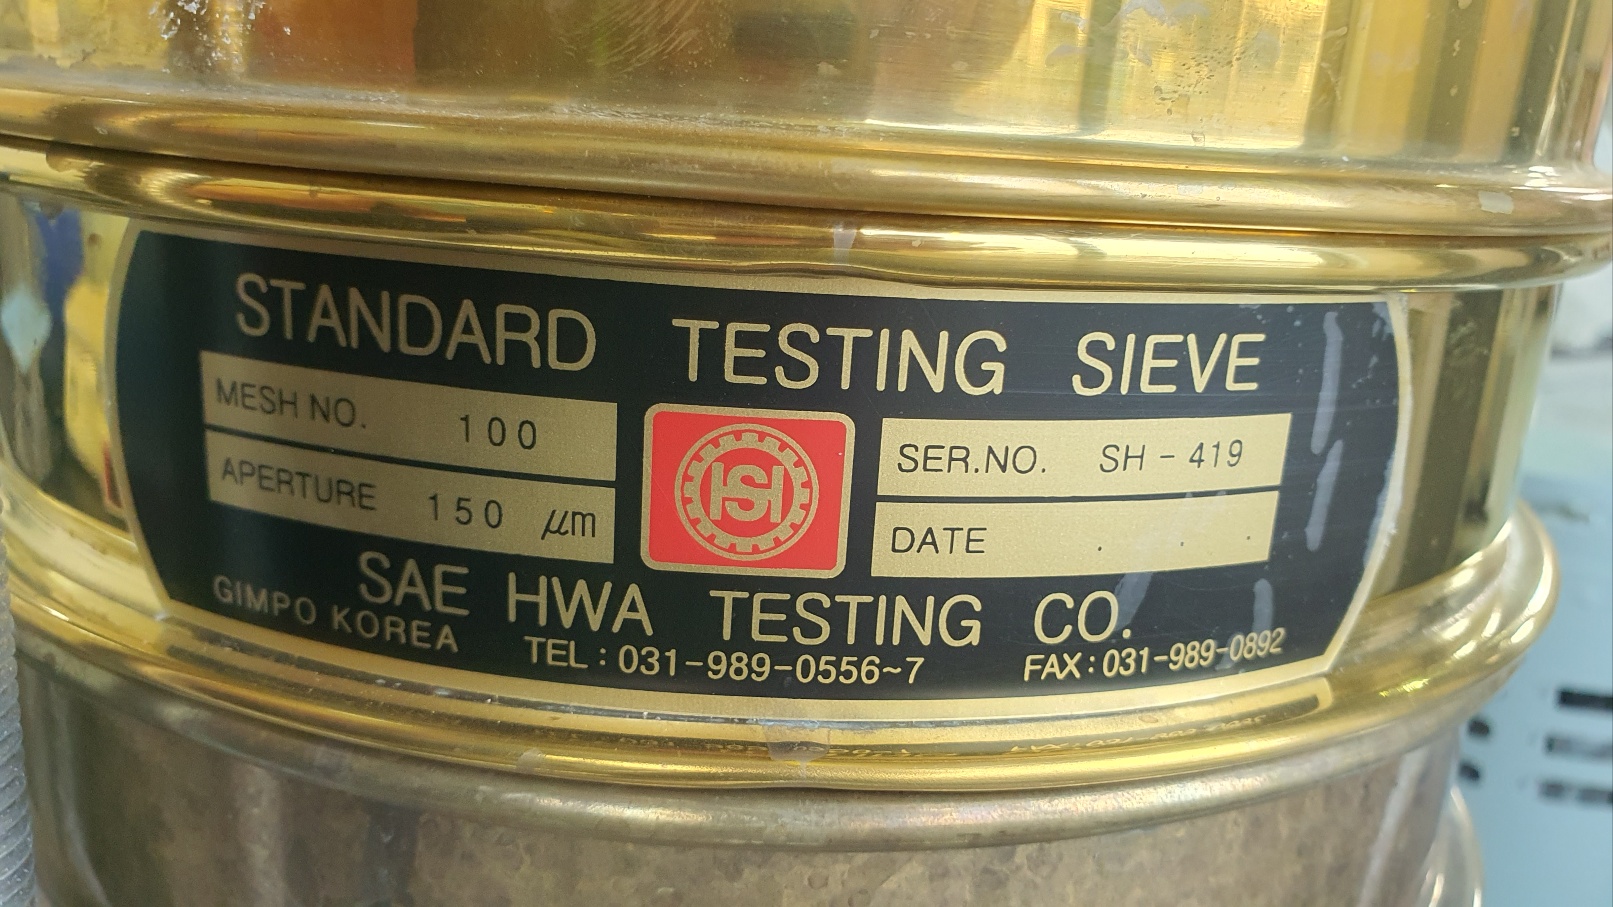 STANDARD TESTING SIEVE
MESH NO. 100
APERTURE 150 μm
HSH
SER.NO. SH - 419
DATE . . .
SAE HWA TESTING CO.
GIMPO KOREA
TEL : 031-989-0556~7
FAX : 031-989-0892